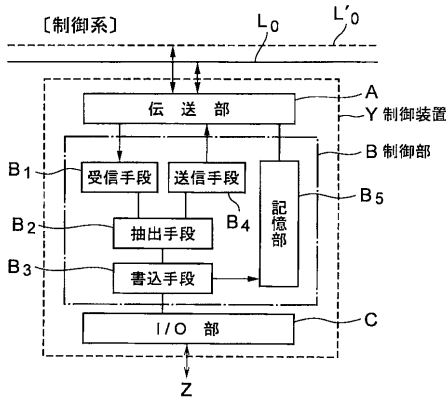 〔制御系〕
L0
L'0
伝送部
A
Y 制御装置
B 制御部
B1
受信手段
送信手段
B4
記憶部
B5
B2
抽出手段
B3
書込手段
I/O 部
C
Z